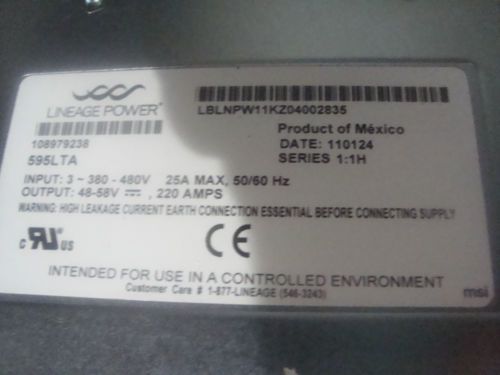 LINEAGE POWER
LBLNPW11KZ04002835
108979238
Product of México
595LTA
DATE: 110124
SERIES 1:1H
INPUT: 3 ~ 380 - 480V 25A MAX, 50/60 Hz
OUTPUT: 48-58V ⎓, 220 AMPS
WARNING: HIGH LEAKAGE CURRENT EARTH CONNECTION ESSENTIAL BEFORE CONNECTING SUPPLY
c RU US
CE
INTENDED FOR USE IN A CONTROLLED ENVIRONMENT
Customer Care # 1-877-LINEAGE (546-3243)
msi